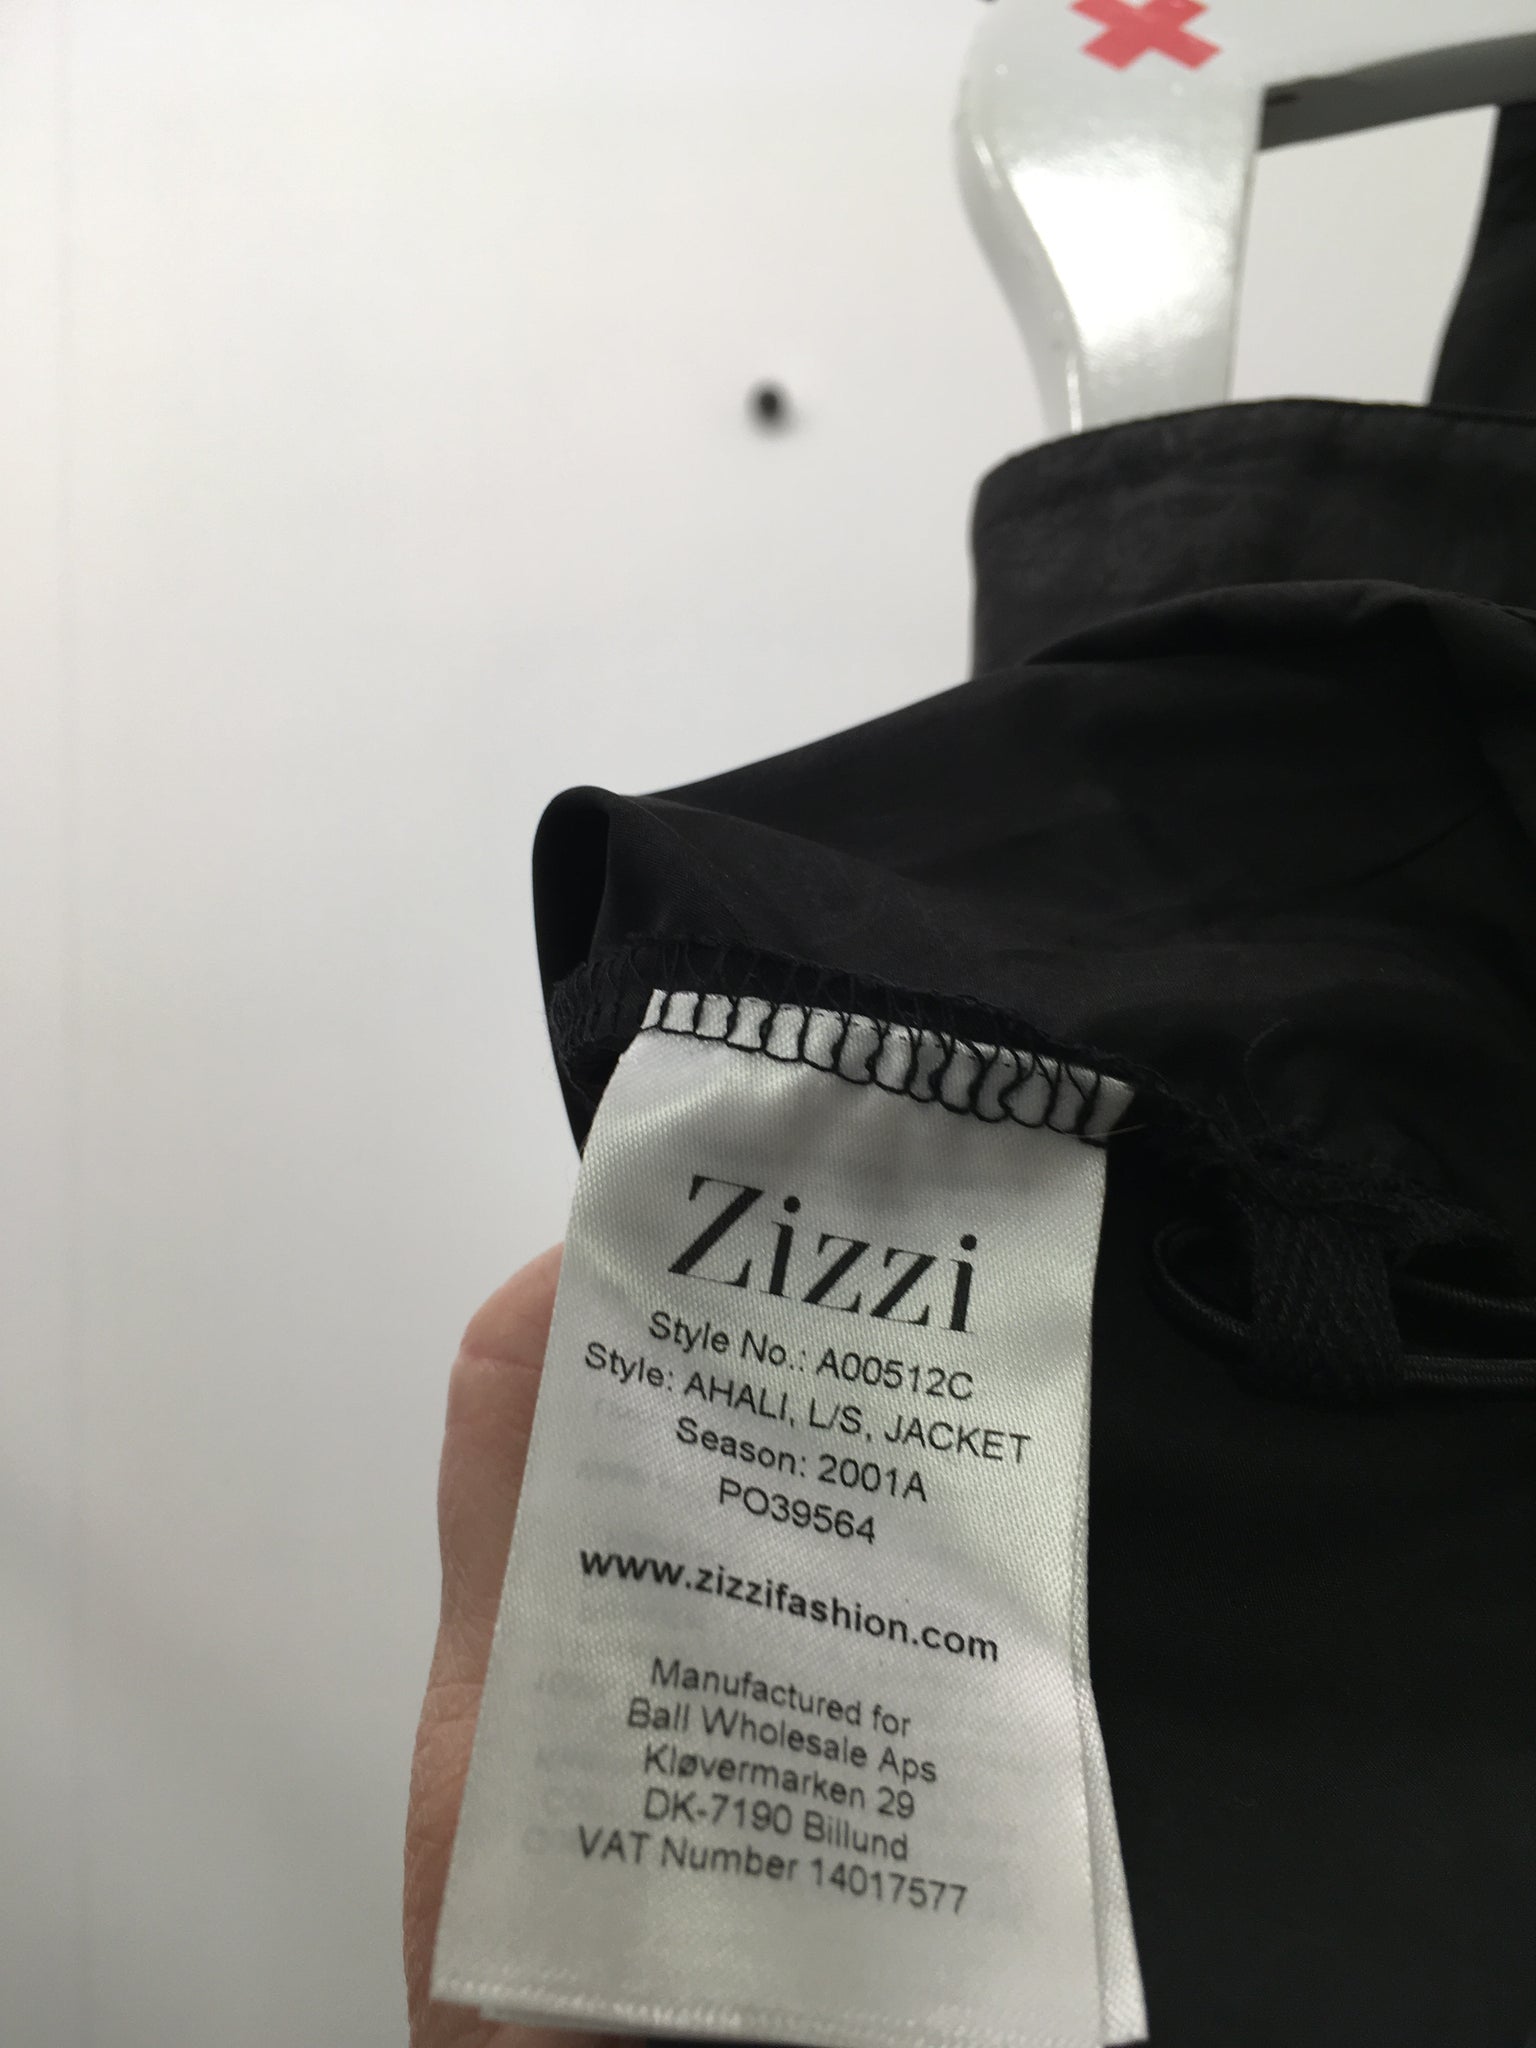 Zizzi
Style No.: A00512C
Style: AHALI, L/S, JACKET
Season: 2001A
PO39564
www.zizzifashion.com
Manufactured for
Ball Wholesale Aps
Kløvermarken 29
DK-7190 Billund
VAT Number 14017577